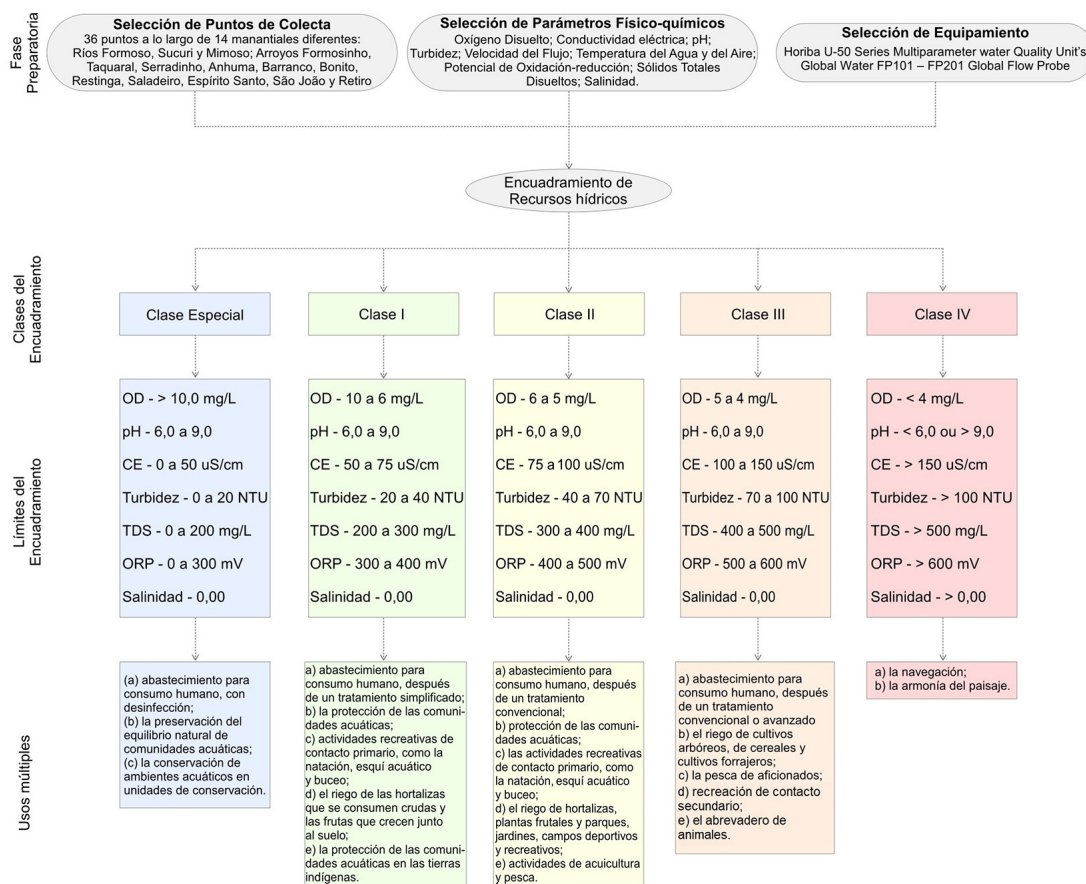 Fase
Preparatoria
Selección de Puntos de Colecta
36 puntos a lo largo de 14 manantiales diferentes:
Ríos Formoso, Sucuri y Mimoso; Arroyos Formosinho,
Taquaral, Serradinho, Anhuma, Barranco, Bonito,
Restinga, Saladeiro, Espírito Santo, São João y Retiro
Selección de Parámetros Físico-químicos
Oxígeno Disuelto; Conductividad eléctrica; pH;
Turbidez; Velocidad del Flujo; Temperatura del Agua y del Aire;
Potencial de Oxidación-reducción; Sólidos Totales
Disueltos; Salinidad.
Selección de Equipamiento
Horiba U-50 Series Multiparameter water Quality Unit's
Global Water FP101 – FP201 Global Flow Probe
Encuadramiento de
Recursos hídricos
Clases del
Encuadramiento
Clase Especial
Clase I
Clase II
Clase III
Clase IV
Límites del
Encuadramiento
OD - > 10,0 mg/L
pH - 6,0 a 9,0
CE - 0 a 50 uS/cm
Turbidez - 0 a 20 NTU
TDS - 0 a 200 mg/L
ORP - 0 a 300 mV
Salinidad - 0,00
OD - 10 a 6 mg/L
pH - 6,0 a 9,0
CE - 50 a 75 uS/cm
Turbidez - 20 a 40 NTU
TDS - 200 a 300 mg/L
ORP - 300 a 400 mV
Salinidad - 0,00
OD - 6 a 5 mg/L
pH - 6,0 a 9,0
CE - 75 a 100 uS/cm
Turbidez - 40 a 70 NTU
TDS - 300 a 400 mg/L
ORP - 400 a 500 mV
Salinidad - 0,00
OD - 5 a 4 mg/L
pH - 6,0 a 9,0
CE - 100 a 150 uS/cm
Turbidez - 70 a 100 NTU
TDS - 400 a 500 mg/L
ORP - 500 a 600 mV
Salinidad - 0,00
OD - < 4 mg/L
pH - < 6,0 ou > 9,0
CE - > 150 uS/cm
Turbidez - > 100 NTU
TDS - > 500 mg/L
ORP - > 600 mV
Salinidad - > 0,00
Usos múltiples
(a) abastecimiento para
consumo humano, con
desinfección;
(b) la preservación del
equilibrio natural de
comunidades acuáticas;
(c) la conservación de
ambientes acuáticos en
unidades de conservación.
a) abastecimiento para
consumo humano, después
de un tratamiento simplificado;
b) la protección de las comuni-
dades acuáticas;
c) actividades recreativas de
contacto primario, como la
natación, esquí acuático
y buceo;
d) el riego de las hortalizas
que se consumen crudas y
las frutas que crecen junto
al suelo;
e) la protección de las comuni-
dades acuáticas en las tierras
indígenas.
a) abastecimiento para
consumo humano, después
de un tratamiento
convencional;
b) protección de las comuni-
dades acuáticas;
c) las actividades recreativas
de contacto primario, como
la natación, esquí acuático
y buceo;
d) el riego de hortalizas,
plantas frutales y parques,
jardines, campos deportivos
y recreativos;
e) actividades de acuicultura
y pesca.
a) abastecimiento para
consumo humano, después
de un tratamiento
convencional o avanzado
b) el riego de cultivos
arbóreos, de cereales y
cultivos forrajeros;
c) la pesca de aficionados;
d) recreación de contacto
secundario;
e) el abrevadero de
animales.
a) la navegación;
b) la armonía del paisaje.